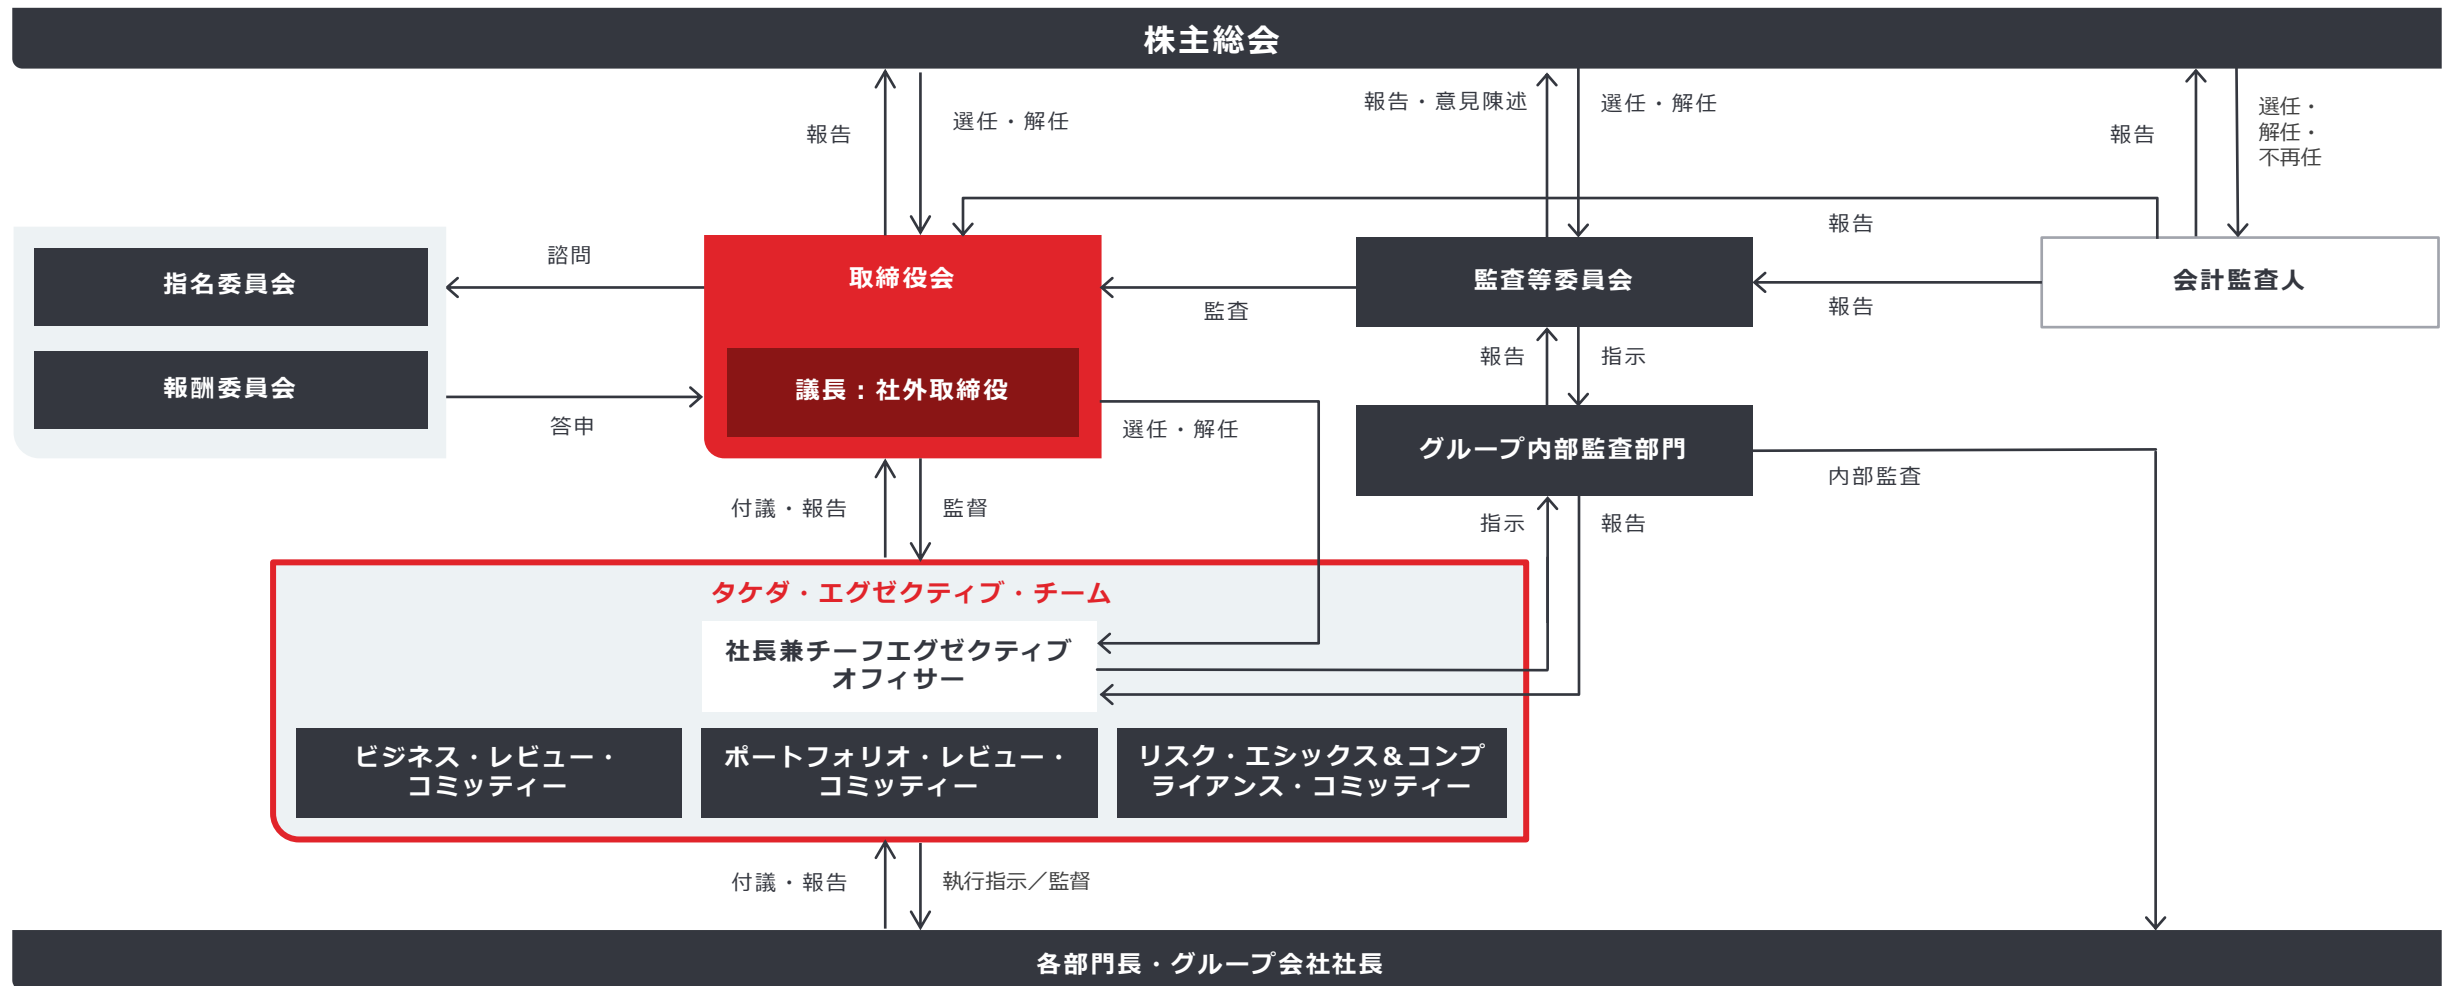 株主総会
報告
選任・解任
報告・意見陳述
選任・解任
報告
選任・
解任・
不再任
報告
指名委員会
報酬委員会
諮問
答申
取締役会
議長：社外取締役
監査
監査等委員会
報告
会計監査人
報告
指示
選任・解任
グループ内部監査部門
内部監査
付議・報告
監督
指示
報告
タケダ・エグゼクティブ・チーム
社長兼チーフエグゼクティブ
オフィサー
ビジネス・レビュー・
コミッティー
ポートフォリオ・レビュー・
コミッティー
リスク・エシックス＆コンプ
ライアンス・コミッティー
付議・報告
執行指示／監督
各部門長・グループ会社社長